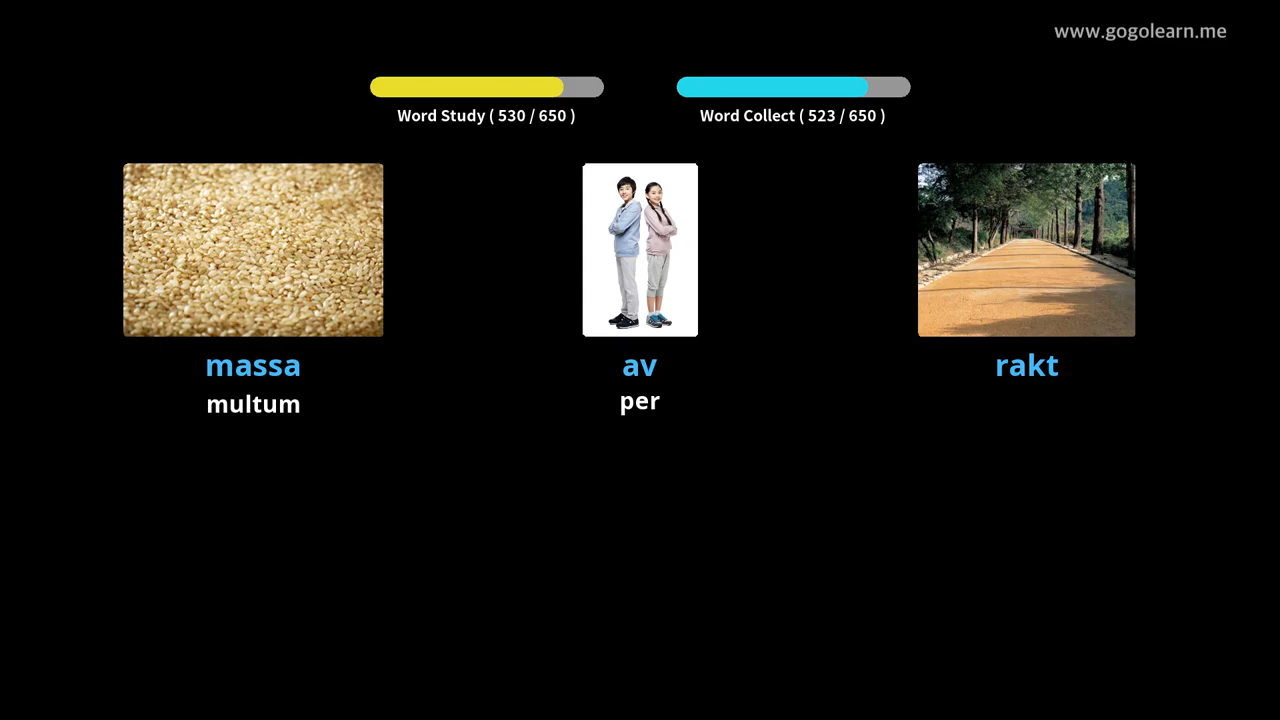 www.gogolearn.me
Word Study ( 530 / 650 )
Word Collect ( 523 / 650 )
massa
av
rakt
multum
per